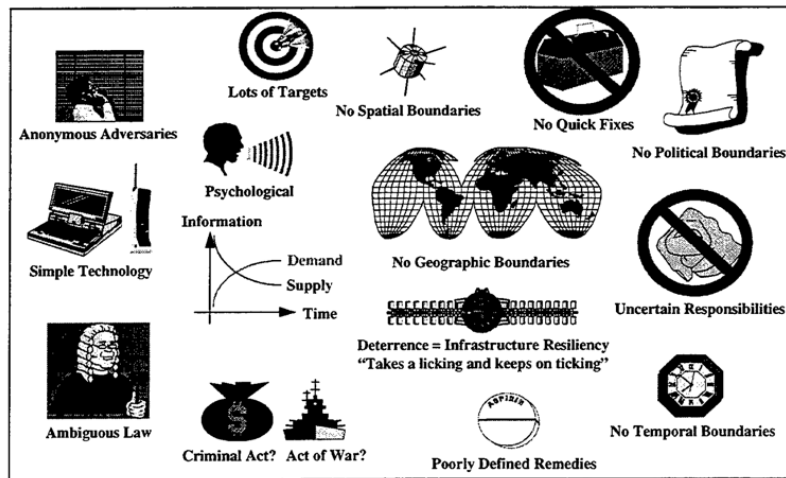 Lots of Targets
No Spatial Boundaries
No Quick Fixes
Anonymous Adversaries
No Political Boundaries
Psychological
Information
Demand
Supply
Time
Simple Technology
No Geographic Boundaries
Uncertain Responsibilities
Deterrence = Infrastructure Resiliency
“Takes a licking and keeps on ticking”
Ambiguous Law
$
Criminal Act?
Act of War?
ASPIRIN
Poorly Defined Remedies
No Temporal Boundaries